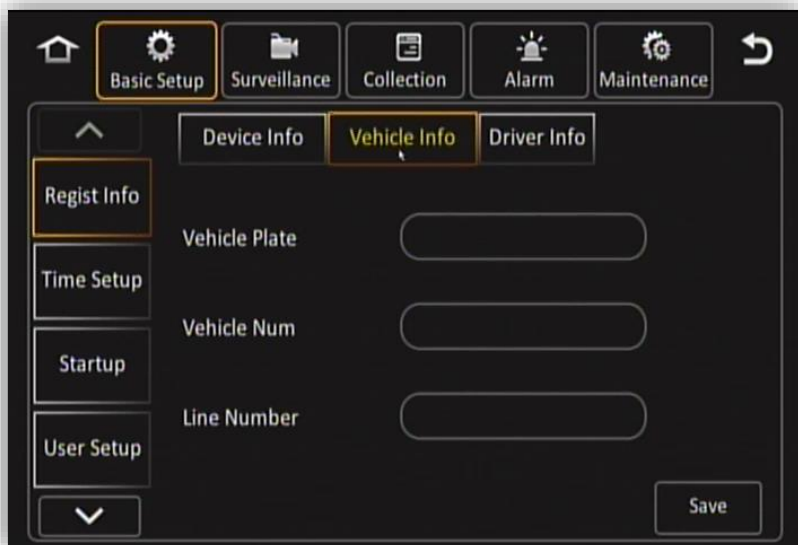 Basic Setup
Surveillance
Collection
Alarm
Maintenance
Device Info
Vehicle Info
Driver Info
Regist Info
Time Setup
Startup
User Setup
Vehicle Plate
Vehicle Num
Line Number
Save